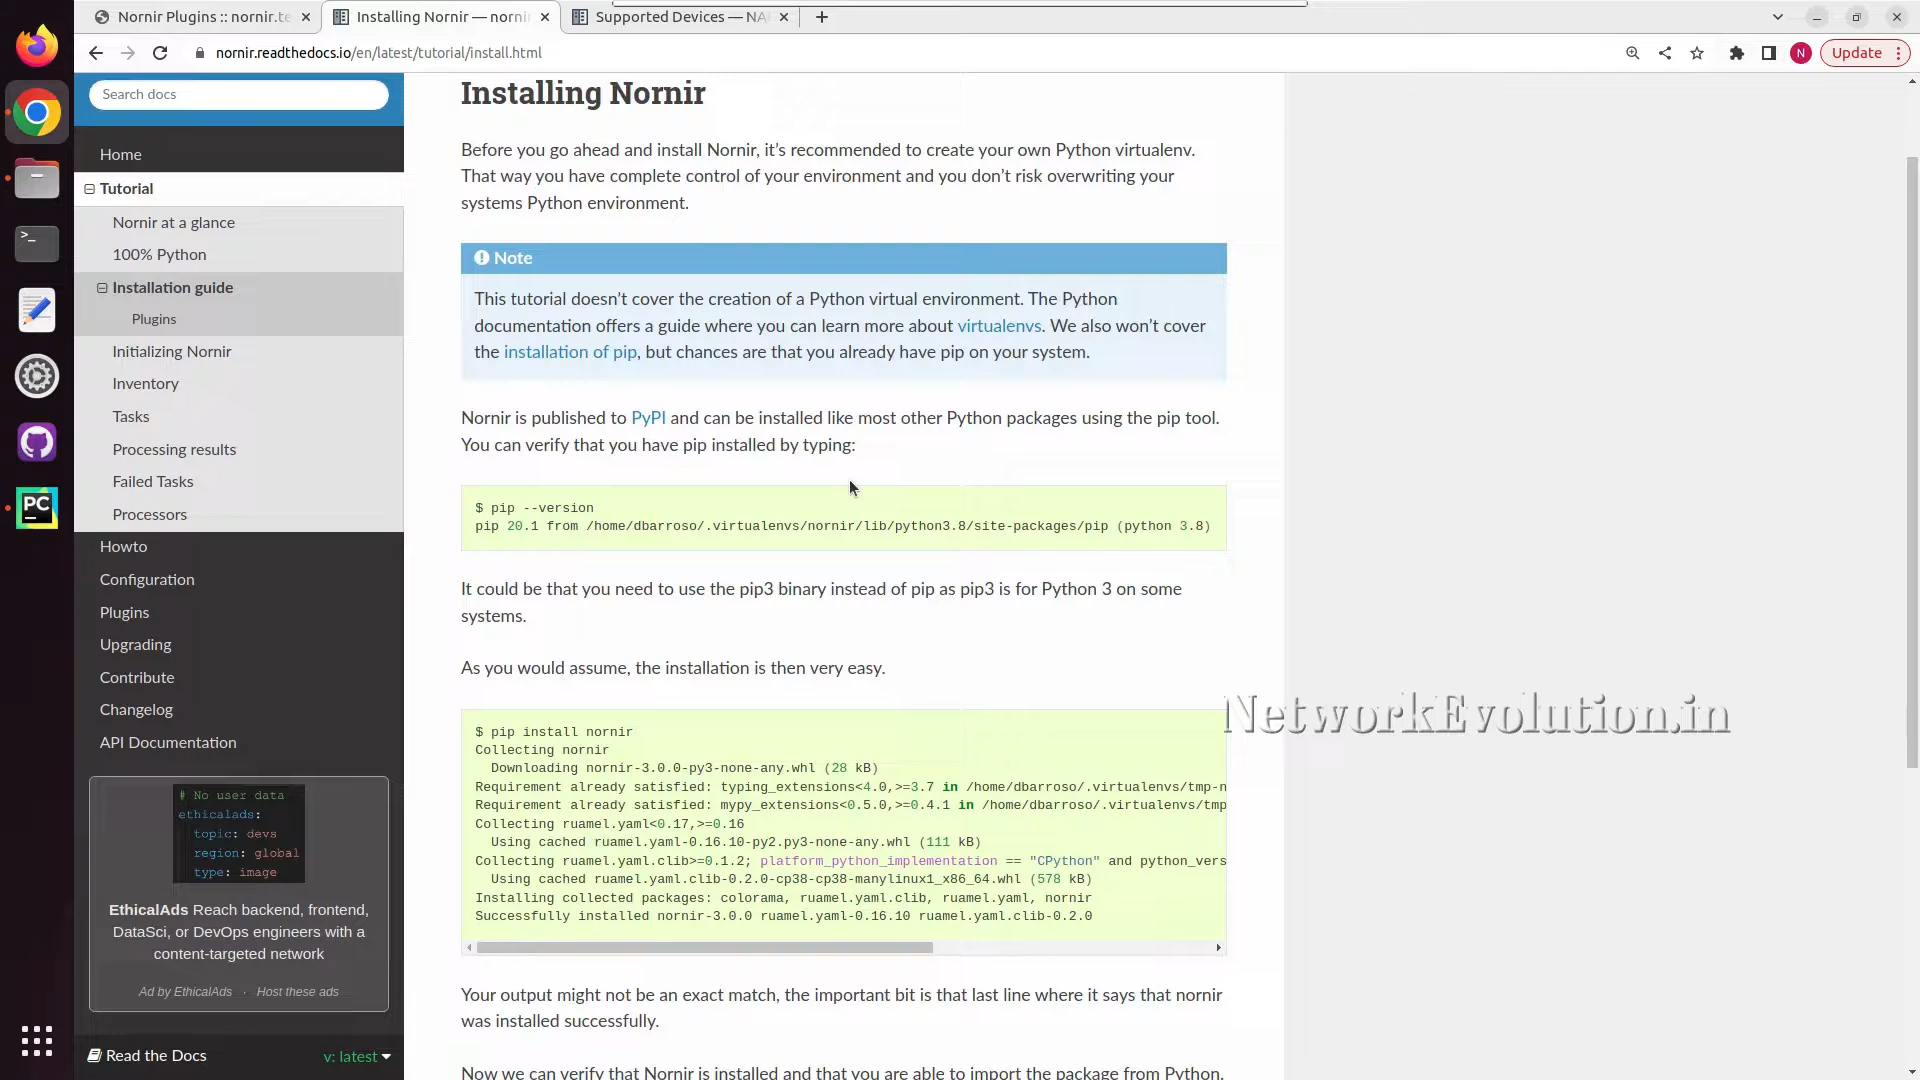 Nornir Plugins :: nornir.te
Installing Nornir — nornir
Supported Devices — NA
nornir.readthedocs.io/en/latest/tutorial/install.html
N
Update
Search docs
Home
Tutorial
Nornir at a glance
100% Python
Installation guide
Plugins
Initializing Nornir
Inventory
Tasks
Processing results
Failed Tasks
Processors
Howto
Configuration
Plugins
Upgrading
Contribute
Changelog
API Documentation
# No user data
ethicalads:
topic: devs
region: global
type: image
EthicalAds Reach backend, frontend,
DataSci, or DevOps engineers with a
content-targeted network
Ad by EthicalAds · Host these ads
Read the Docs
v: latest
Installing Nornir
Before you go ahead and install Nornir, it's recommended to create your own Python virtualenv.
That way you have complete control of your environment and you don't risk overwriting your
systems Python environment.
Note
This tutorial doesn't cover the creation of a Python virtual environment. The Python
documentation offers a guide where you can learn more about virtualenvs. We also won't cover
the installation of pip, but chances are that you already have pip on your system.
Nornir is published to PyPI and can be installed like most other Python packages using the pip tool.
You can verify that you have pip installed by typing:
$ pip --version
pip 20.1 from /home/dbarroso/.virtualenvs/nornir/lib/python3.8/site-packages/pip (python 3.8)
It could be that you need to use the pip3 binary instead of pip as pip3 is for Python 3 on some
systems.
As you would assume, the installation is then very easy.
$ pip install nornir
Collecting nornir
Downloading nornir-3.0.0-py3-none-any.whl (28 kB)
Requirement already satisfied: typing_extensions<4.0,>=3.7 in /home/dbarroso/.virtualenvs/tmp-n
Requirement already satisfied: mypy_extensions<0.5.0,>=0.4.1 in /home/dbarroso/.virtualenvs/tmp
Collecting ruamel.yaml<0.17,>=0.16
Using cached ruamel.yaml-0.16.10-py2.py3-none-any.whl (111 kB)
Collecting ruamel.yaml.clib>=0.1.2; platform_python_implementation == "CPython" and python_vers
Using cached ruamel.yaml.clib-0.2.0-cp38-cp38-manylinux1_x86_64.whl (578 kB)
Installing collected packages: colorama, ruamel.yaml.clib, ruamel.yaml, nornir
Successfully installed nornir-3.0.0 ruamel.yaml-0.16.10 ruamel.yaml.clib-0.2.0
Your output might not be an exact match, the important bit is that last line where it says that nornir
was installed successfully.
Now we can verify that Nornir is installed and that you are able to import the package from Python.
NetworkEvolution.in
PC